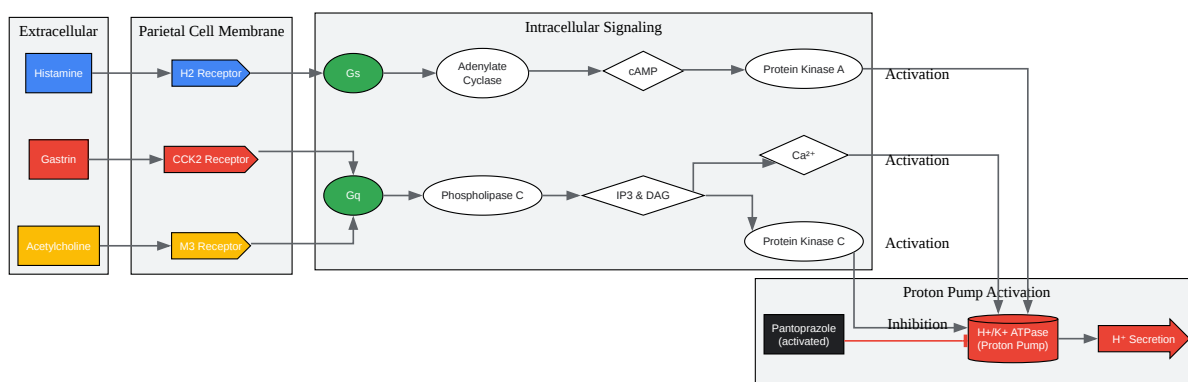 Extracellular
Parietal Cell Membrane
Intracellular Signaling
Histamine
H2 Receptor
Gs
Adenylate
Cyclase
cAMP
Protein Kinase A
Activation
Gastrin
CCK2 Receptor
Ca²⁺
Activation
Gq
Phospholipase C
IP3 & DAG
Acetylcholine
M3 Receptor
Protein Kinase C
Activation
Proton Pump Activation
Pantoprazole
(activated)
Inhibition
H+/K+ ATPase
(Proton Pump)
H⁺ Secretion